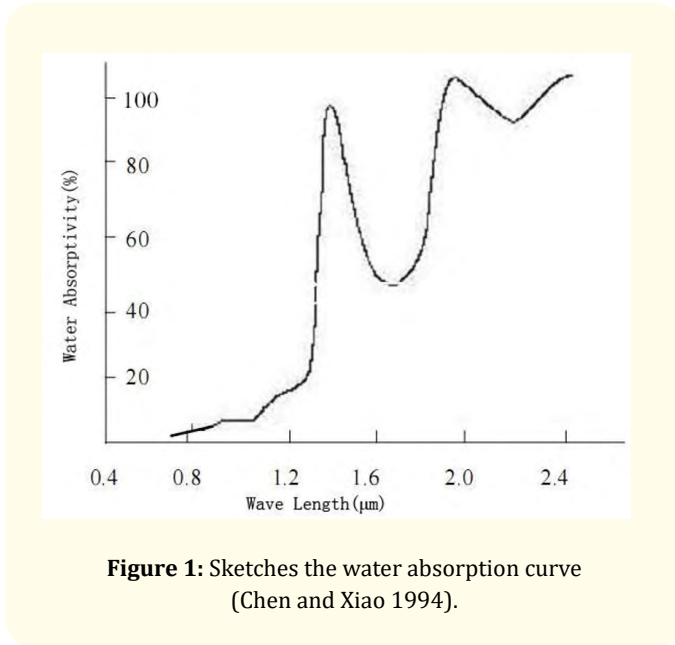 100
80
60
40
20
Water Absorptivity(%)
0.4 0.8 1.2 1.6 2.0 2.4
Wave Length(μm)
Figure 1: Sketches the water absorption curve
(Chen and Xiao 1994).